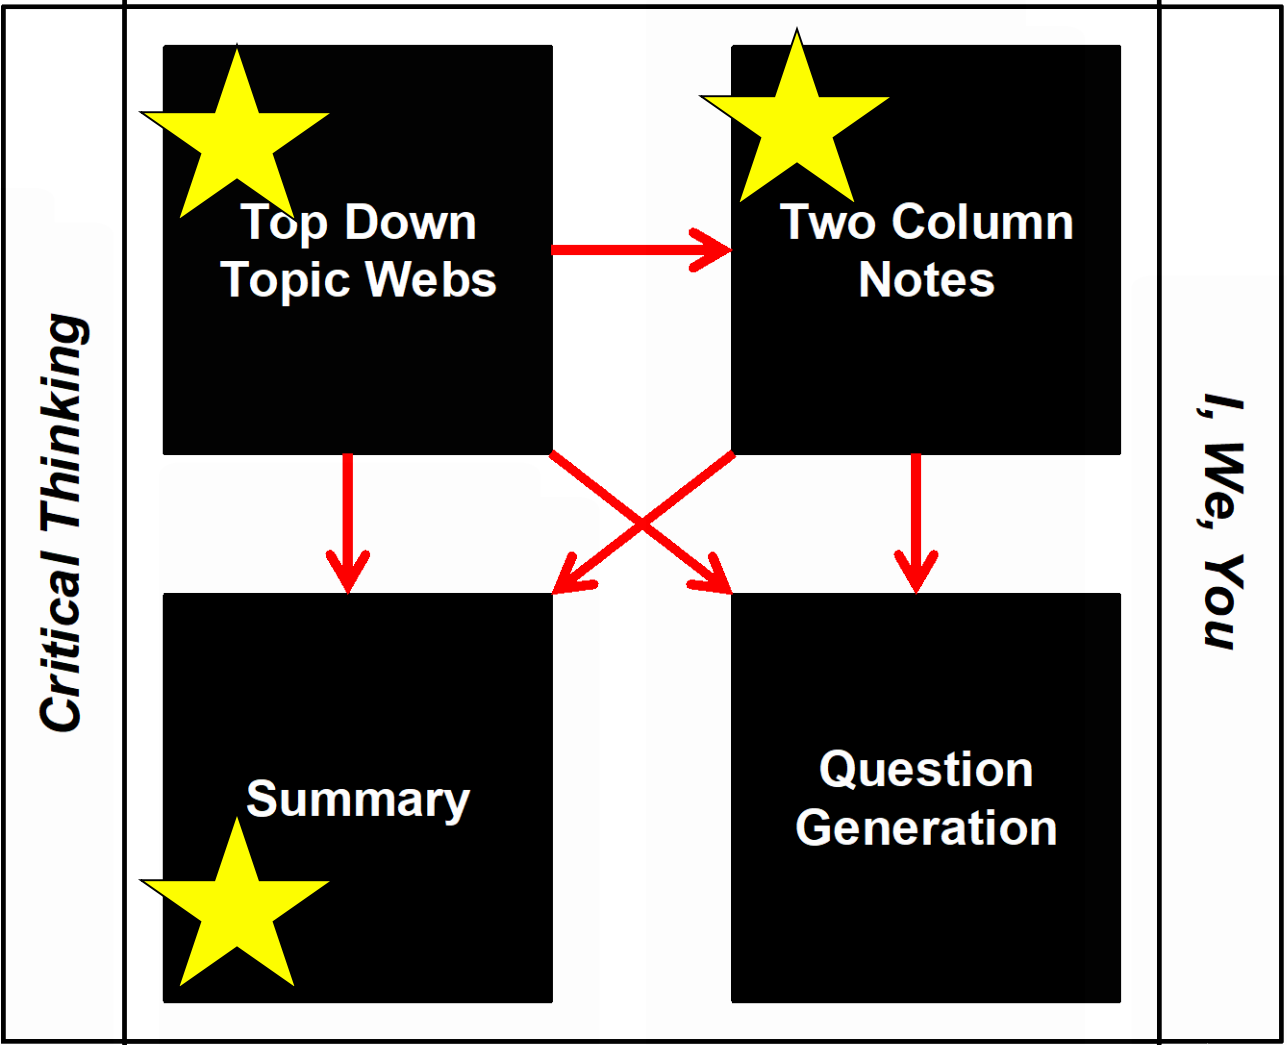 Critical Thinking
Top Down
Topic Webs
Two Column
Notes
Summary
Question
Generation
I, We, You